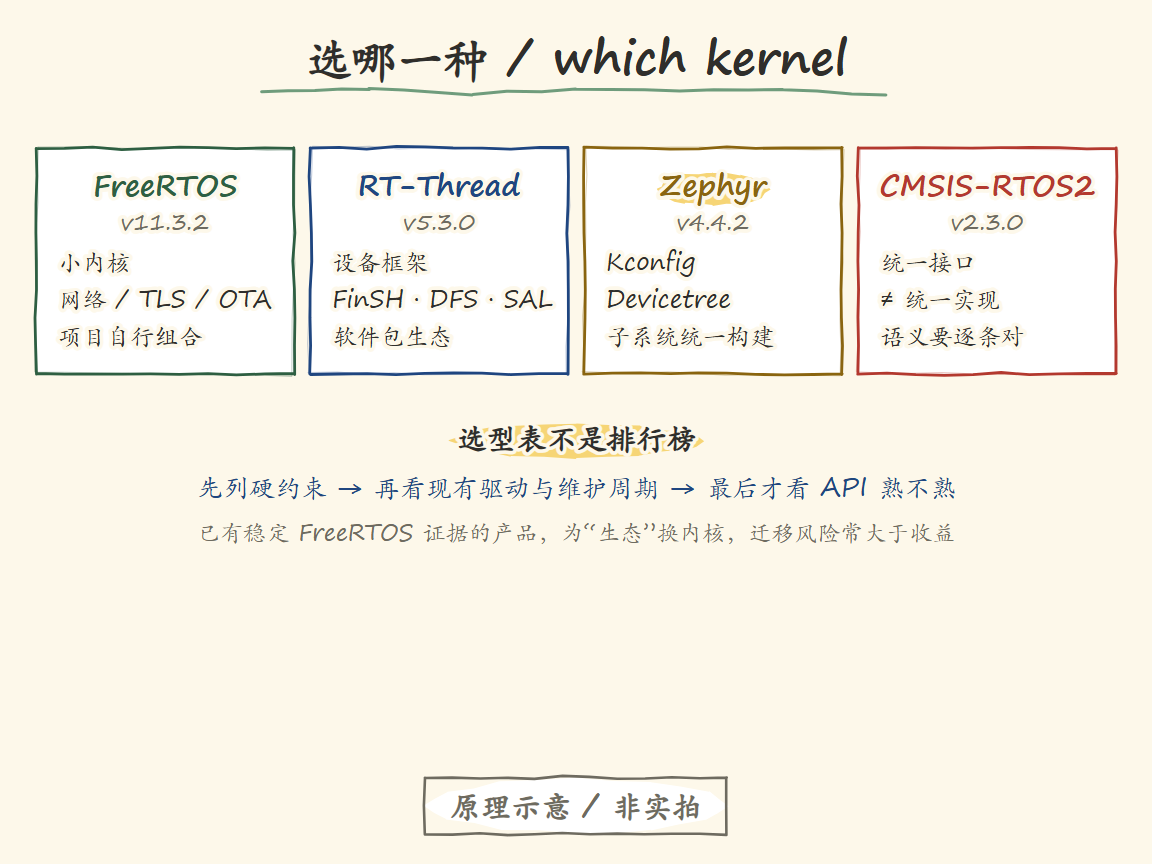 选哪一种 / which kernel
FreeRTOS
v11.3.2
小内核
网络 / TLS / OTA
项目自行组合
RT-Thread
v5.3.0
设备框架
FinSH · DFS · SAL
软件包生态
Zephyr
v4.4.2
Kconfig
Devicetree
子系统统一构建
CMSIS-RTOS2
v2.3.0
统一接口
≠ 统一实现
语义要逐条对
选型表不是排行榜
先列硬约束 → 再看现有驱动与维护周期 → 最后才看 API 熟不熟
已有稳定 FreeRTOS 证据的产品，为“生态”换内核，迁移风险常大于收益
原理示意 / 非实拍